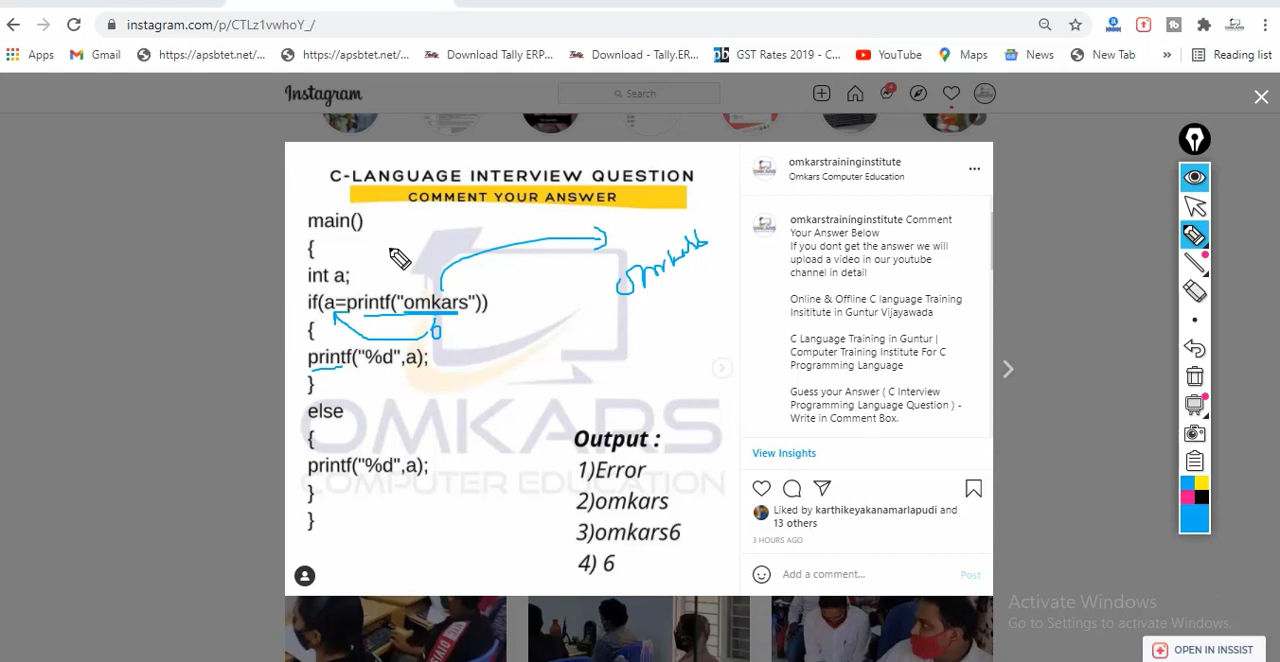 instagram.com/p/CTLz1vwhoY_/
Apps Gmail https://apsbtet.net/... https://apsbtet.net/... Download Tally ERP... Download - Tally.ER... GST Rates 2019 - C... YouTube Maps News New Tab » Reading list
Instagram Search 4
C-LANGUAGE INTERVIEW QUESTION
COMMENT YOUR ANSWER
main()
{
int a;
if(a=printf("omkars"))
{
printf("%d",a);
}
else
{
printf("%d",a);
}
}
omkars
6
OMKARS
COMPUTER EDUCATION
Output :
1)Error
2)omkars
3)omkars6
4) 6
omkarstraininginstitute
Omkars Computer Education
omkarstraininginstitute Comment
Your Answer Below
If you dont get the answer we will
upload a video in our youtube
channel in detail
Online & Offline C language Training
Insititute in Guntur Vijayawada
C Language Training in Guntur |
Computer Training Institute For C
Programming Language
Guess your Answer ( C Interview
Programming Language Question ) -
Write in Comment Box.
View Insights
Liked by karthikeyakanamarlapudi and
13 others
3 HOURS AGO
Add a comment... Post
Activate Windows
Go to Settings to activate Windows.
OPEN IN INSSIST